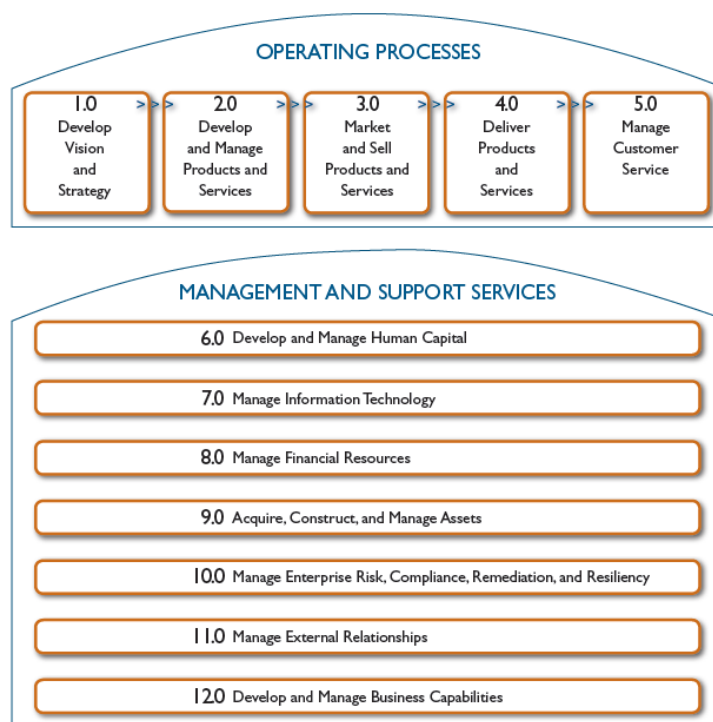 OPERATING PROCESSES
1.0 > > > 2.0 > > > 3.0 > > > 4.0 > > > 5.0
Develop
Vision
and
Strategy
Develop
and Manage
Products and
Services
Market
and Sell
Products and
Services
Deliver
Products
and
Services
Manage
Customer
Service
MANAGEMENT AND SUPPORT SERVICES
6.0 Develop and Manage Human Capital
7.0 Manage Information Technology
8.0 Manage Financial Resources
9.0 Acquire, Construct, and Manage Assets
10.0 Manage Enterprise Risk, Compliance, Remediation, and Resiliency
11.0 Manage External Relationships
12.0 Develop and Manage Business Capabilities